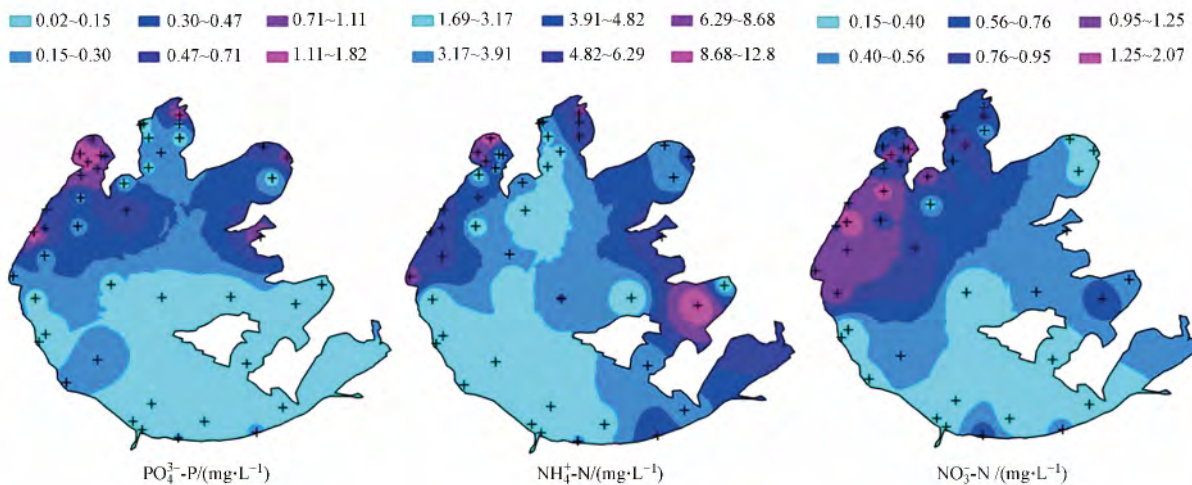 0.02~0.15 0.30~0.47 0.71~1.11 1.69~3.17 3.91~4.82 6.29~8.68 0.15~0.40 0.56~0.76 0.95~1.25
0.15~0.30 0.47~0.71 1.11~1.82 3.17~3.91 4.82~6.29 8.68~12.8 0.40~0.56 0.76~0.95 1.25~2.07
PO₄³⁻-P/(mg·L⁻¹) NH₄⁺-N/(mg·L⁻¹) NO₃⁻-N /(mg·L⁻¹)